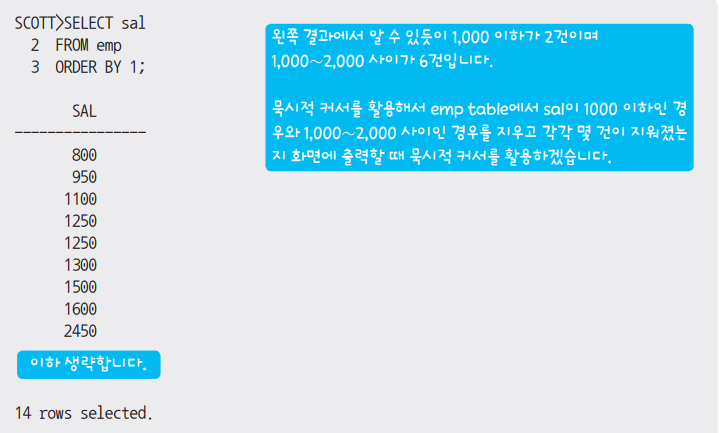 SCOTT>SELECT sal
2 FROM emp
3 ORDER BY 1;
SAL
----------------
800
950
1100
1250
1250
1300
1500
1600
2450
이하 생략합니다.
14 rows selected.
왼쪽 결과에서 알 수 있듯이 1,000 이하가 2건이며
1,000~2,000 사이가 6건입니다.
묵시적 커서를 활용해서 emp table에서 sal이 1000 이하인 경
우와 1,000~2,000 사이인 경우를 지우고 각각 몇 건이 지워졌는
지 화면에 출력할 때 묵시적 커서를 활용하겠습니다.